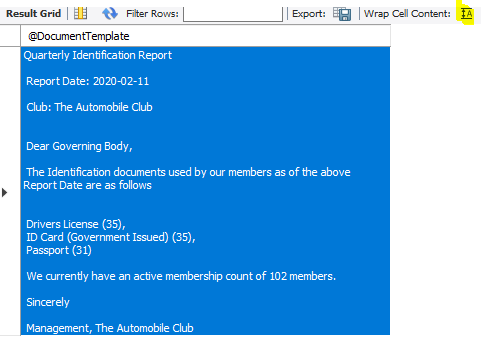 Result Grid Filter Rows: Export: Wrap Cell Content: A
@DocumentTemplate
Quarterly Identification Report
Report Date: 2020-02-11
Club: The Automobile Club
Dear Governing Body,
The Identification documents used by our members as of the above
Report Date are as follows
Drivers License (35),
ID Card (Government Issued) (35),
Passport (31)
We currently have an active membership count of 102 members.
Sincerely
Management, The Automobile Club